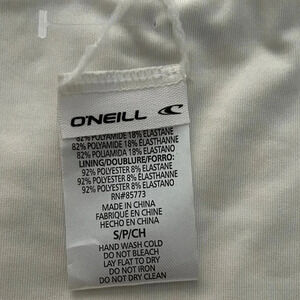 O'NEILL
82% POLYAMIDE 18% ELASTANE
82% POLYAMIDE 18% ELASTHANNE
82% POLIAMIDA 18% ELASTANO
LINING/DOUBLURE/FORRO:
92% POLYESTER 8% ELASTANE
92% POLYESTER 8% ELASTHANNE
92% POLYESTER 8% ELASTANO
RN#85773
MADE IN CHINA
FABRIQUE EN CHINE
HECHO EN CHINA
S/P/CH
HAND WASH COLD
DO NOT BLEACH
LAY FLAT TO DRY
DO NOT IRON
DO NOT DRY CLEAN